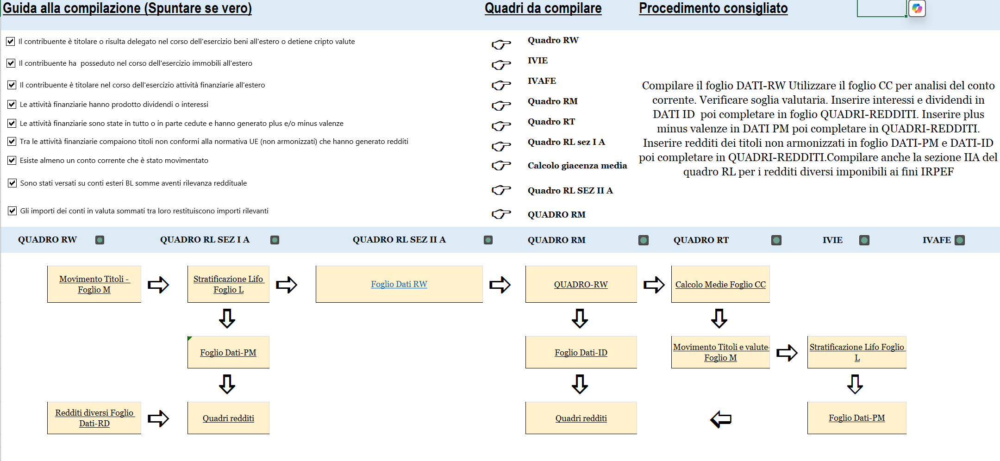 Guida alla compilazione (Spuntare se vero)
Quadri da compilare
Procedimento consigliato
Il contribuente è titolare o risulta delegato nel corso dell'esercizio beni all'estero o detiene cripto valute
Il contribuente ha  posseduto nel corso dell'esercizio immobili all'estero
Il contribuente è titolare nel corso dell'esercizio attività finanziarie all'estero
Le attività finanziarie hanno prodotto dividendi o interessi
Le attività finanziarie sono state in tutto o in parte cedute e hanno generato plus e/o minus valenze
Tra le attività finanziarie compaiono titoli non conformi alla normativa UE (non armonizzati) che hanno generato redditi
Esiste almeno un conto corrente che è stato movimentato
Sono stati versati su conti esteri BL somme aventi rilevanza reddituale
Gli importi dei conti in valuta sommati tra loro restituiscono importi rilevanti
Quadro RW
IVIE
IVAFE
Quadro RM
Quadro RT
Quadro RL sez I A
Calcolo giacenza media
Quadro RL SEZ II A
QUADRO RM
Compilare il foglio DATI-RW Utilizzare il foglio CC per analisi del conto
corrente. Verificare soglia valutaria. Inserire interessi e dividendi in
DATI ID  poi completare in foglio QUADRI-REDDITI. Inserire plus
minus valenze in DATI PM poi completare in QUADRI-REDDITI.
Inserire redditi dei titoli non armonizzati in foglio DATI-PM e DATI-ID
poi completare in QUADRI-REDDITI.Compilare anche la sezione IIA del
quadro RL per i redditi diversi imponibili ai fini IRPEF
QUADRO RW
QUADRO RL SEZ I A
QUADRO RL SEZ II A
QUADRO RM
QUADRO RT
IVIE
IVAFE
Movimento Titoli -
Foglio M
Stratificazione Lifo
Foglio L
Foglio Dati RW
QUADRO-RW
Calcolo Medie Foglio CC
Foglio Dati-PM
Foglio Dati-ID
Movimento Titoli e valute-
Foglio M
Stratificazione Lifo Foglio
L
Redditi diversi Foglio
Dati-RD
Quadri redditi
Quadri redditi
Foglio Dati-PM